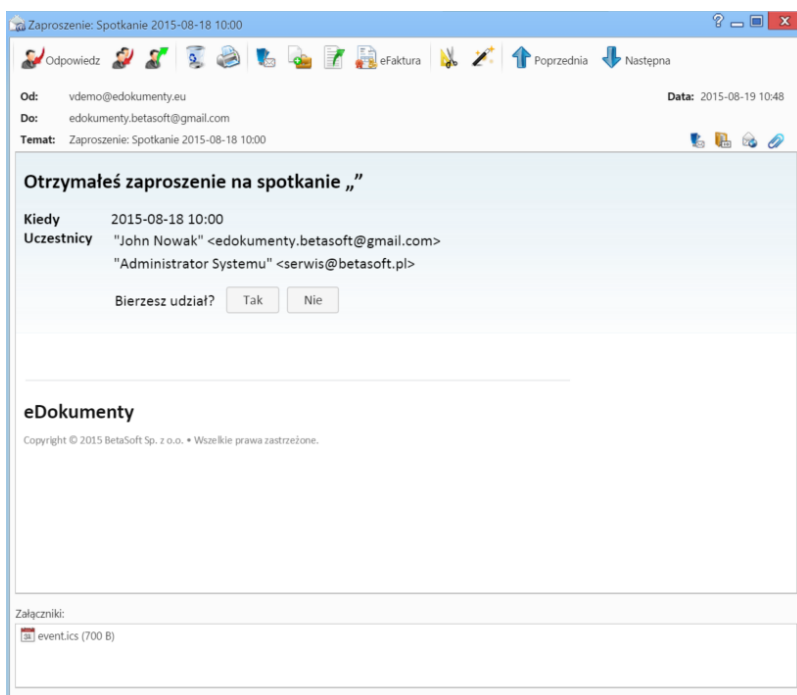 Zaproszenie: Spotkanie 2015-08-18 10:00
Odpowiedz eFaktura Poprzednia Następna
Od: vdemo@edokumenty.eu Data: 2015-08-19 10:48
Do: edokumenty.betasoft@gmail.com
Temat: Zaproszenie: Spotkanie 2015-08-18 10:00
Otrzymałeś zaproszenie na spotkanie „”
Kiedy 2015-08-18 10:00
Uczestnicy "John Nowak" <edokumenty.betasoft@gmail.com>
"Administrator Systemu" <serwis@betasoft.pl>
Bierzesz udział? Tak Nie
eDokumenty
Copyright © 2015 BetaSoft Sp. z o.o. • Wszelkie prawa zastrzeżone.
Załączniki:
event.ics (700 B)